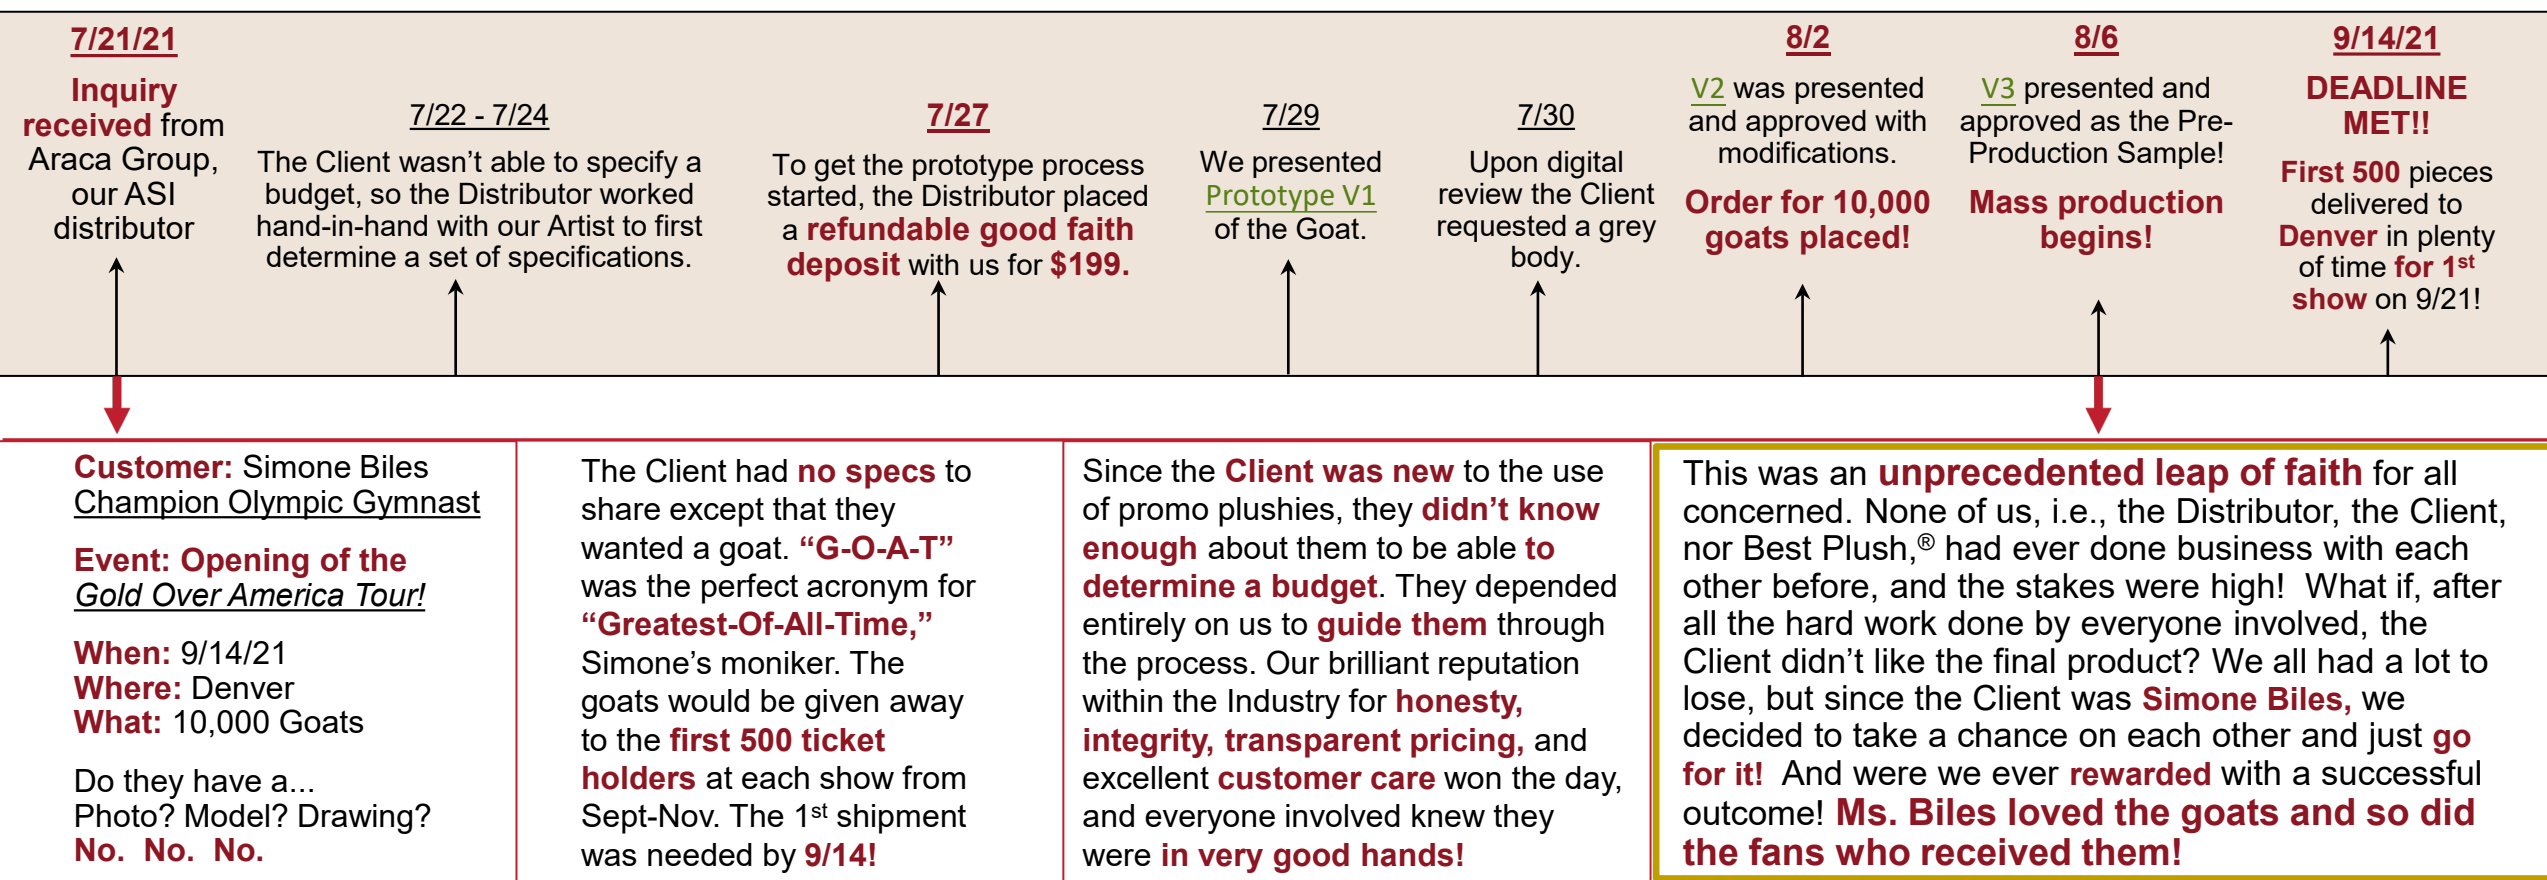 7/21/21
Inquiry
received from
Araca Group,
our ASI
distributor
7/22 - 7/24
The Client wasn’t able to specify a
budget, so the Distributor worked
hand-in-hand with our Artist to first
determine a set of specifications.
7/27
To get the prototype process
started, the Distributor placed
a refundable good faith
deposit with us for $199.
7/29
We presented
Prototype V1
of the Goat.
7/30
Upon digital
review the Client
requested a grey
body.
8/2
V2 was presented
and approved with
modifications.
Order for 10,000
goats placed!
8/6
V3 presented and
approved as the Pre-
Production Sample!
Mass production
begins!
9/14/21
DEADLINE
MET!!
First 500 pieces
delivered to
Denver in plenty
of time for 1st
show on 9/21!
Customer: Simone Biles
Champion Olympic Gymnast
Event: Opening of the
Gold Over America Tour!
When: 9/14/21
Where: Denver
What: 10,000 Goats
Do they have a...
Photo? Model? Drawing?
No. No. No.
The Client had no specs to
share except that they
wanted a goat. “G-O-A-T”
was the perfect acronym for
“Greatest-Of-All-Time,”
Simone’s moniker. The
goats would be given away
to the first 500 ticket
holders at each show from
Sept-Nov. The 1st shipment
was needed by 9/14!
Since the Client was new to the use
of promo plushies, they didn’t know
enough about them to be able to
determine a budget. They depended
entirely on us to guide them through
the process. Our brilliant reputation
within the Industry for honesty,
integrity, transparent pricing, and
excellent customer care won the day,
and everyone involved knew they
were in very good hands!
This was an unprecedented leap of faith for all
concerned. None of us, i.e., the Distributor, the Client,
nor Best Plush,® had ever done business with each
other before, and the stakes were high! What if, after
all the hard work done by everyone involved, the
Client didn’t like the final product? We all had a lot to
lose, but since the Client was Simone Biles, we
decided to take a chance on each other and just go
for it! And were we ever rewarded with a successful
outcome! Ms. Biles loved the goats and so did
the fans who received them!